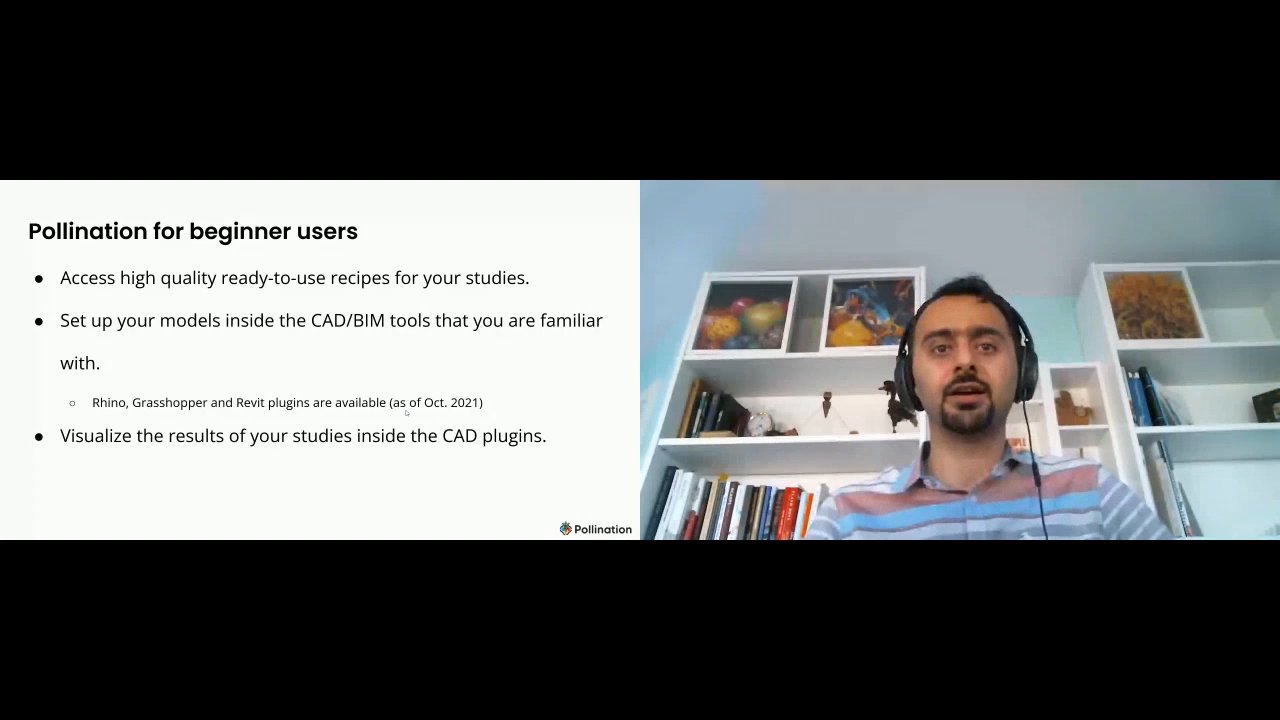 Pollination for beginner users
● Access high quality ready-to-use recipes for your studies.
● Set up your models inside the CAD/BIM tools that you are familiar
with.
○ Rhino, Grasshopper and Revit plugins are available (as of Oct. 2021)
● Visualize the results of your studies inside the CAD plugins.
Pollination